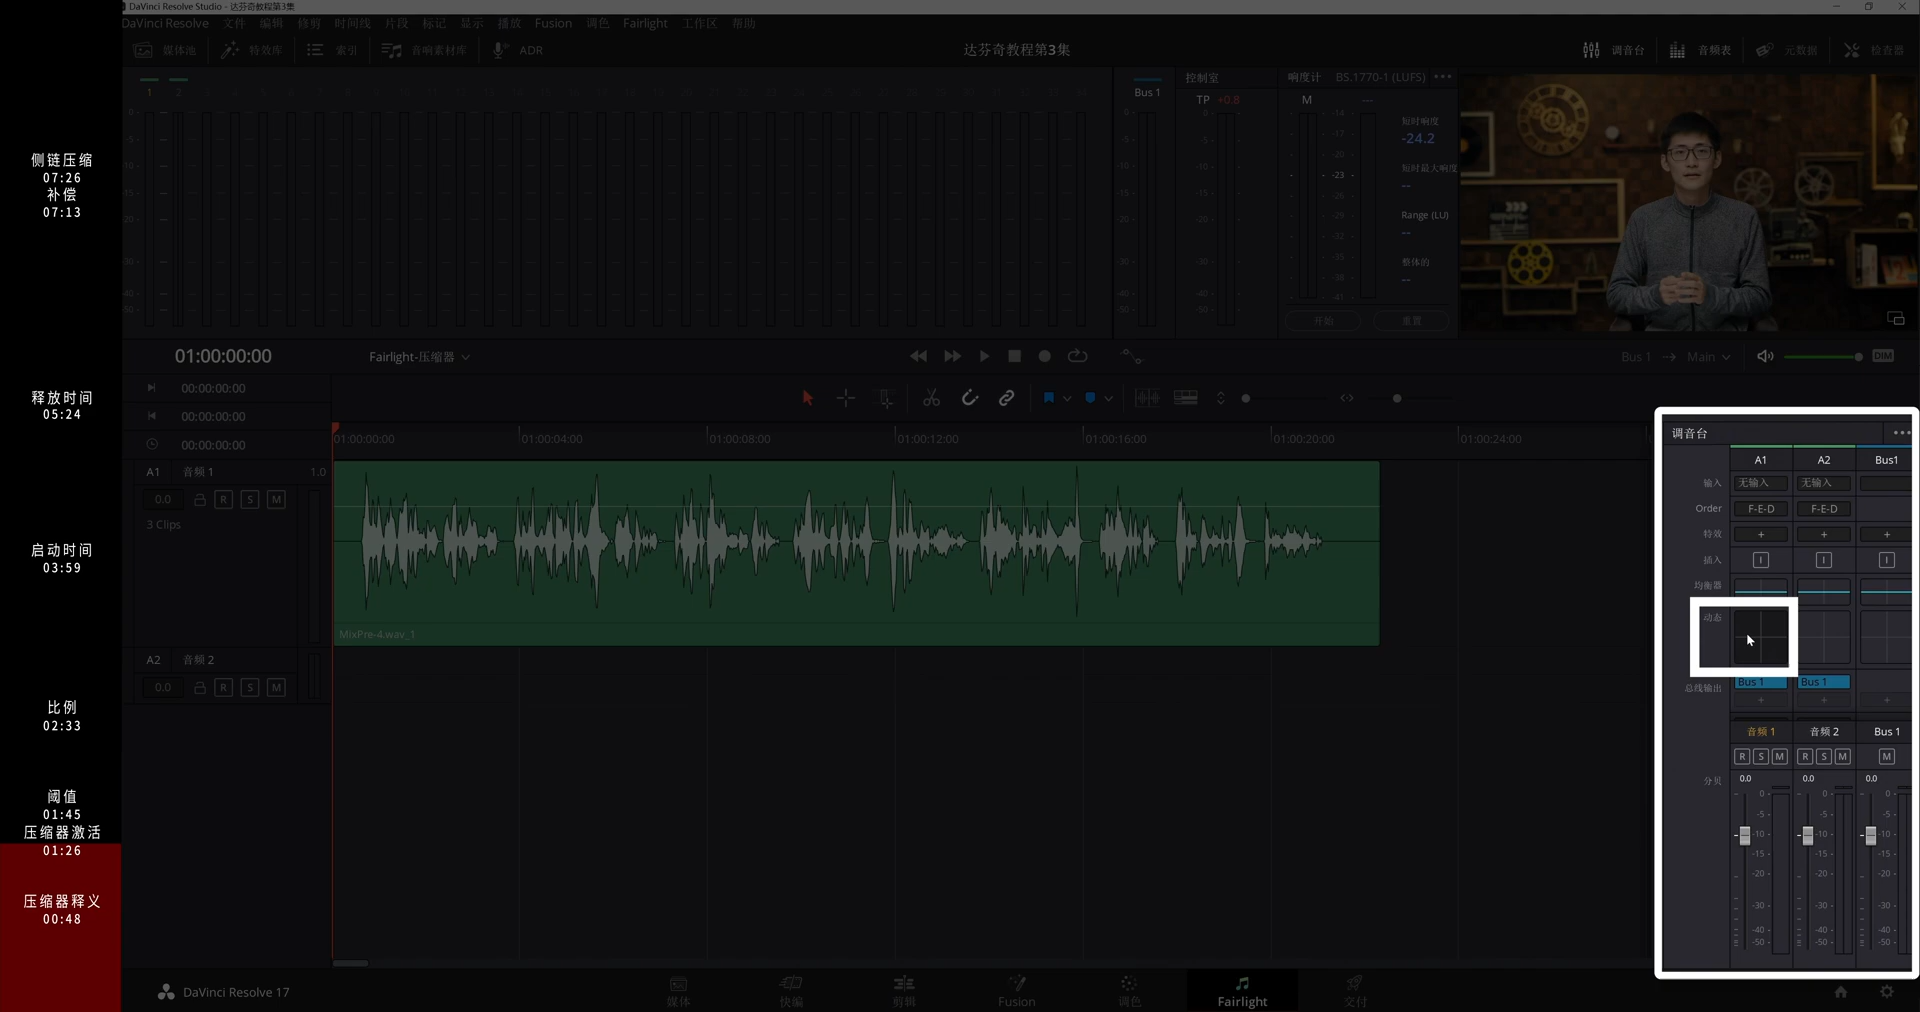 DaVinci Resolve Studio - 达芬奇教程第3集
DaVinci Resolve 文件 编辑 修剪 时间线 片段 标记 显示 播放 Fusion 调色 Fairlight 工作区 帮助
媒体池 特效库 索引 音响素材库 ADR
达芬奇教程第3集
调音台 音频表 元数据 检查器
侧链压缩
07:26
补偿
07:13
释放时间
05:24
启动时间
03:59
比例
02:33
阈值
01:45
压缩器激活
01:26
压缩器释义
00:48
1 2
Bus 1
控制室
TP +0.8
响度计 BS.1770-1 (LUFS)
M
短时响度
-24.2
短时最大响度
--
Range (LU)
--
整体的
--
开始 重置
01:00:00:00
Fairlight-压缩器
Bus 1 → Main
DIM
00:00:00:00
00:00:00:00
00:00:00:00
01:00:00:00 01:00:04:00 01:00:08:00 01:00:12:00 01:00:16:00 01:00:20:00 01:00:24:00
A1 音频 1 1.0
0.0 R S M
3 Clips
MixPre-4.wav_1
A2 音频 2
0.0 R S M
调音台
A1 A2 Bus1
输入 无输入 无输入
Order F-E-D F-E-D
特效 + + +
插入 I I I
均衡器
动态
总线输出 Bus 1 Bus 1
+ + +
音频 1 音频 2 Bus 1
R S M R S M M
分贝 0.0 0.0 0.0
0 0 0
-5 -5 -5
-10 -10 -10
-15 -15 -15
-20 -20 -20
-30 -30 -30
-40 -40 -40
-50 -50 -50
DaVinci Resolve 17
媒体 快编 剪辑 Fusion 调色 Fairlight 交付